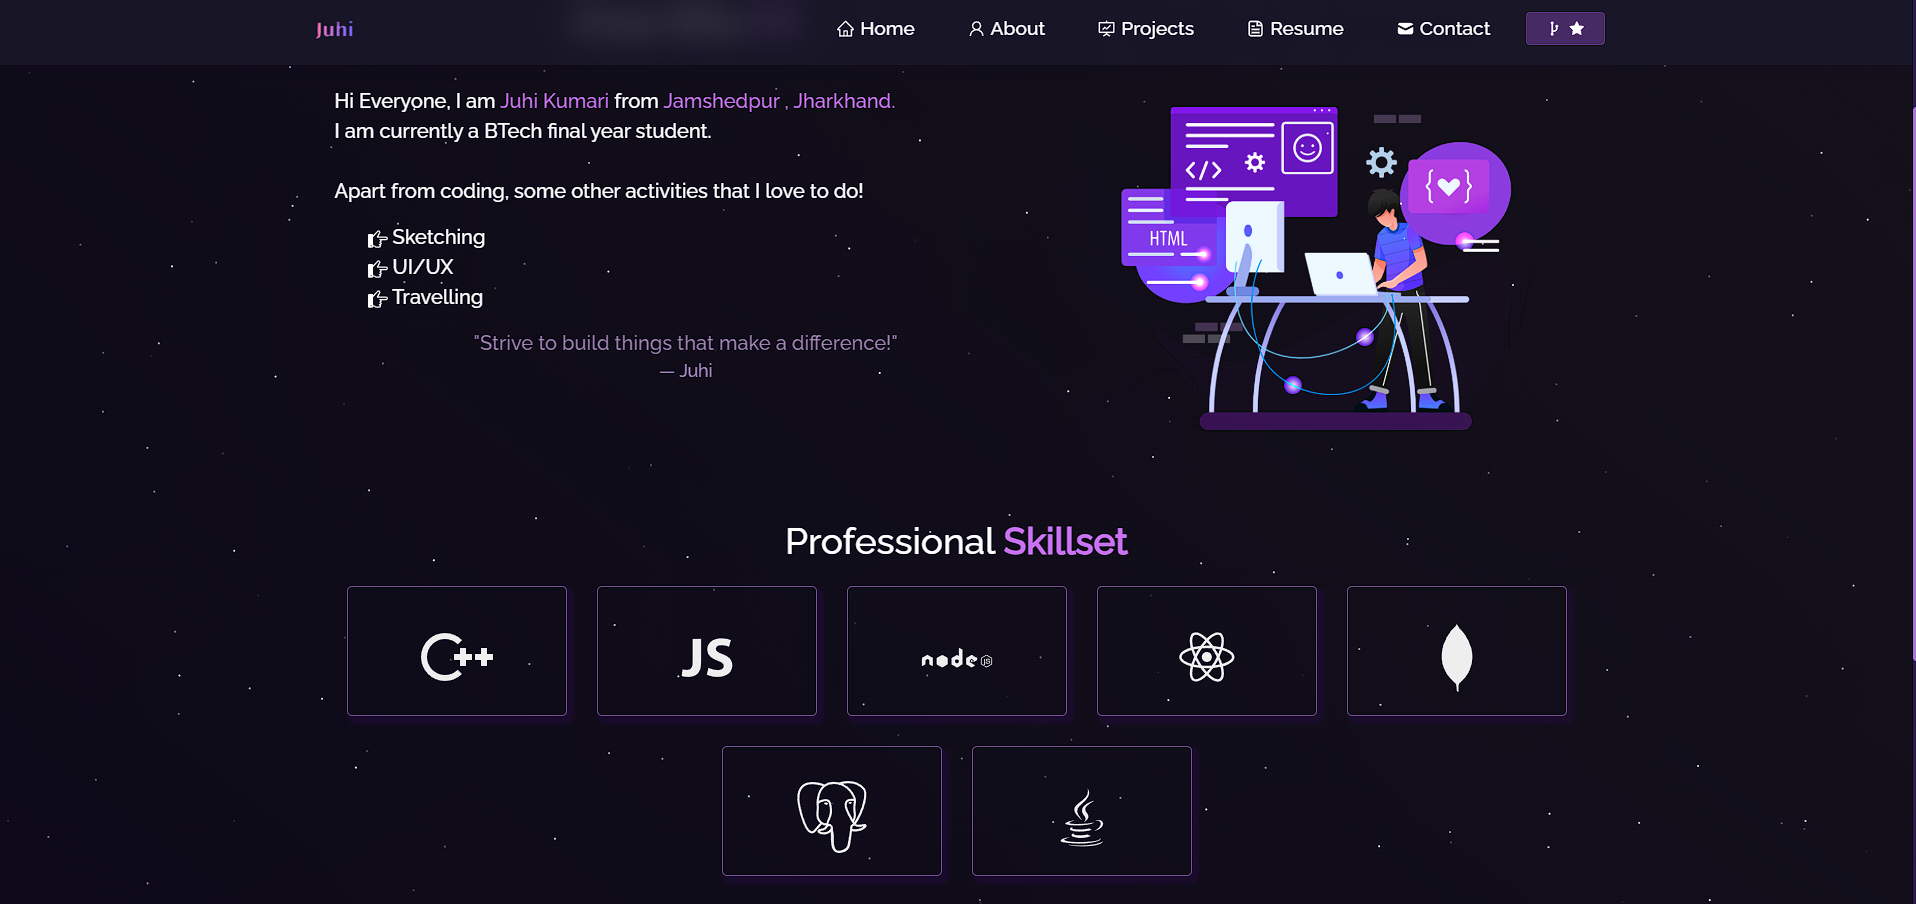 Juhi
Home
About
Projects
Resume
Contact
Hi Everyone, I am Juhi Kumari from Jamshedpur , Jharkhand.
I am currently a BTech final year student.
Apart from coding, some other activities that I love to do!
Sketching
UI/UX
Travelling
"Strive to build things that make a difference!"
— Juhi
</>
HTML
Professional Skillset
C++
JS
node JS